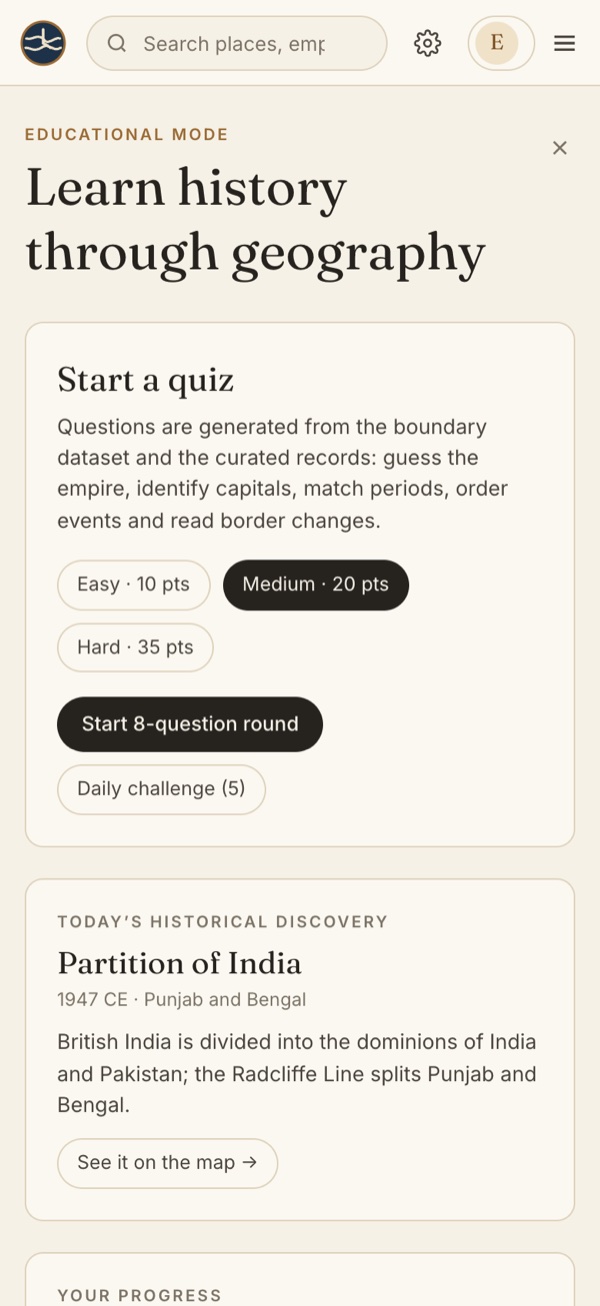 Search places, emp
E
EDUCATIONAL MODE
Learn history
through geography
Start a quiz
Questions are generated from the boundary
dataset and the curated records: guess the
empire, identify capitals, match periods, order
events and read border changes.
Easy · 10 pts
Medium · 20 pts
Hard · 35 pts
Start 8-question round
Daily challenge (5)
TODAY’S HISTORICAL DISCOVERY
Partition of India
1947 CE · Punjab and Bengal
British India is divided into the dominions of India
and Pakistan; the Radcliffe Line splits Punjab and
Bengal.
See it on the map →
YOUR PROGRESS